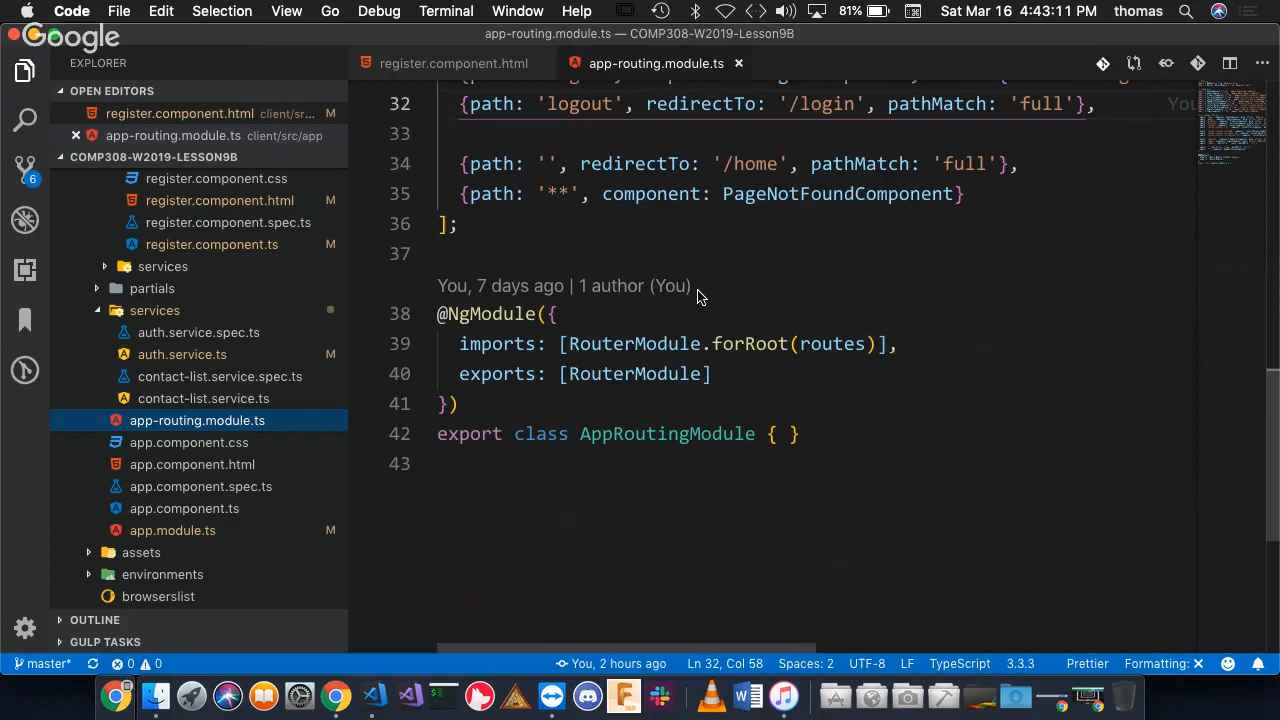 Code File Edit Selection View Go Debug Terminal Window Help 81% Sat Mar 16 4:43:11 PM thomas
Google
app-routing.module.ts — COMP308-W2019-Lesson9B
EXPLORER
register.component.html
app-routing.module.ts
OPEN EDITORS
register.component.html client/sr... M
app-routing.module.ts client/src/app
COMP308-W2019-LESSON9B
register.component.css
register.component.html M
register.component.spec.ts
register.component.ts M
services
partials
services
auth.service.spec.ts
auth.service.ts M
contact-list.service.spec.ts
contact-list.service.ts
app-routing.module.ts
app.component.css
app.component.html
app.component.spec.ts
app.component.ts
app.module.ts M
assets
environments
browserslist
OUTLINE
GULP TASKS
6
32 {path: 'logout', redirectTo: '/login', pathMatch: 'full'}, You
33
34 {path: '', redirectTo: '/home', pathMatch: 'full'},
35 {path: '**', component: PageNotFoundComponent}
36 ];
37
You, 7 days ago | 1 author (You)
38 @NgModule({
39 imports: [RouterModule.forRoot(routes)],
40 exports: [RouterModule]
41 })
42 export class AppRoutingModule { }
43
master* 0 0 You, 2 hours ago Ln 32, Col 58 Spaces: 2 UTF-8 LF TypeScript 3.3.3 Prettier Formatting: ✕